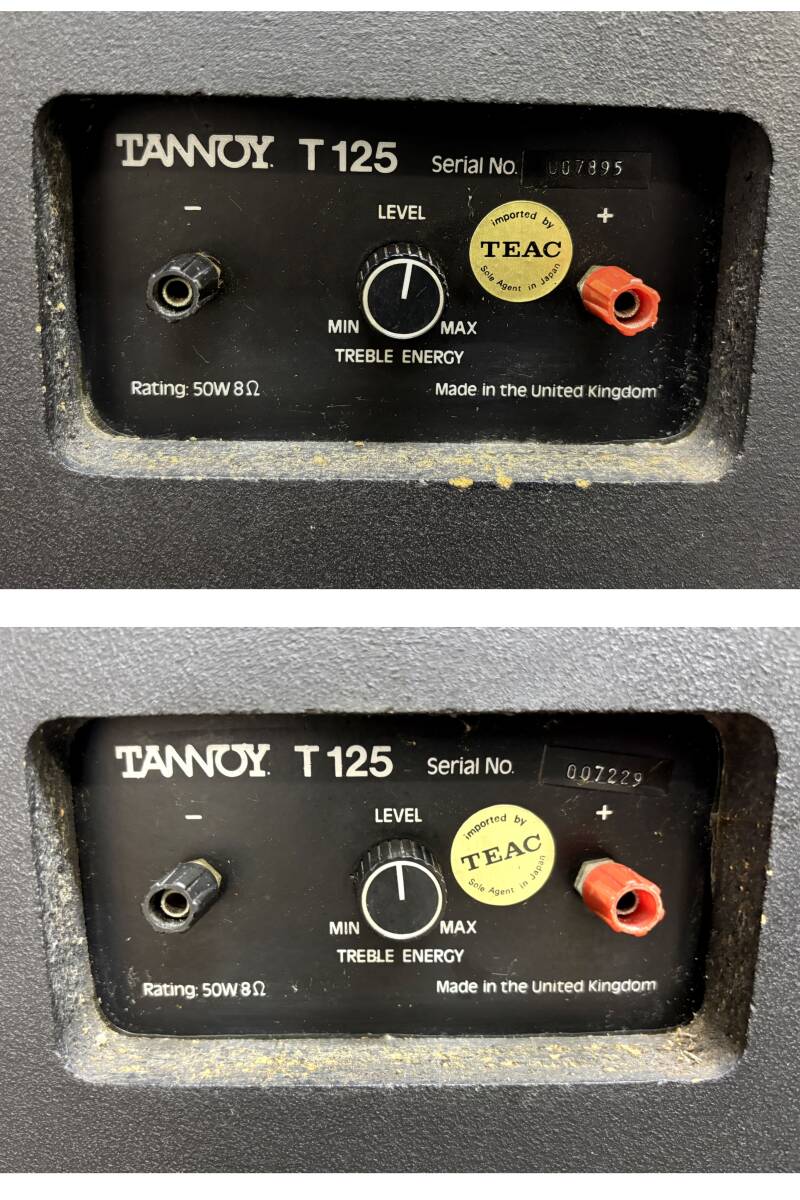 TANNOY. T 125 Serial No. 007895
− LEVEL +
imported by
TEAC
Sole Agent in Japan
MIN MAX
TREBLE ENERGY
Rating: 50W 8Ω Made in the United Kingdom
TANNOY. T 125 Serial No. 007229
− LEVEL +
imported by
TEAC
Sole Agent in Japan
MIN MAX
TREBLE ENERGY
Rating: 50W 8Ω Made in the United Kingdom